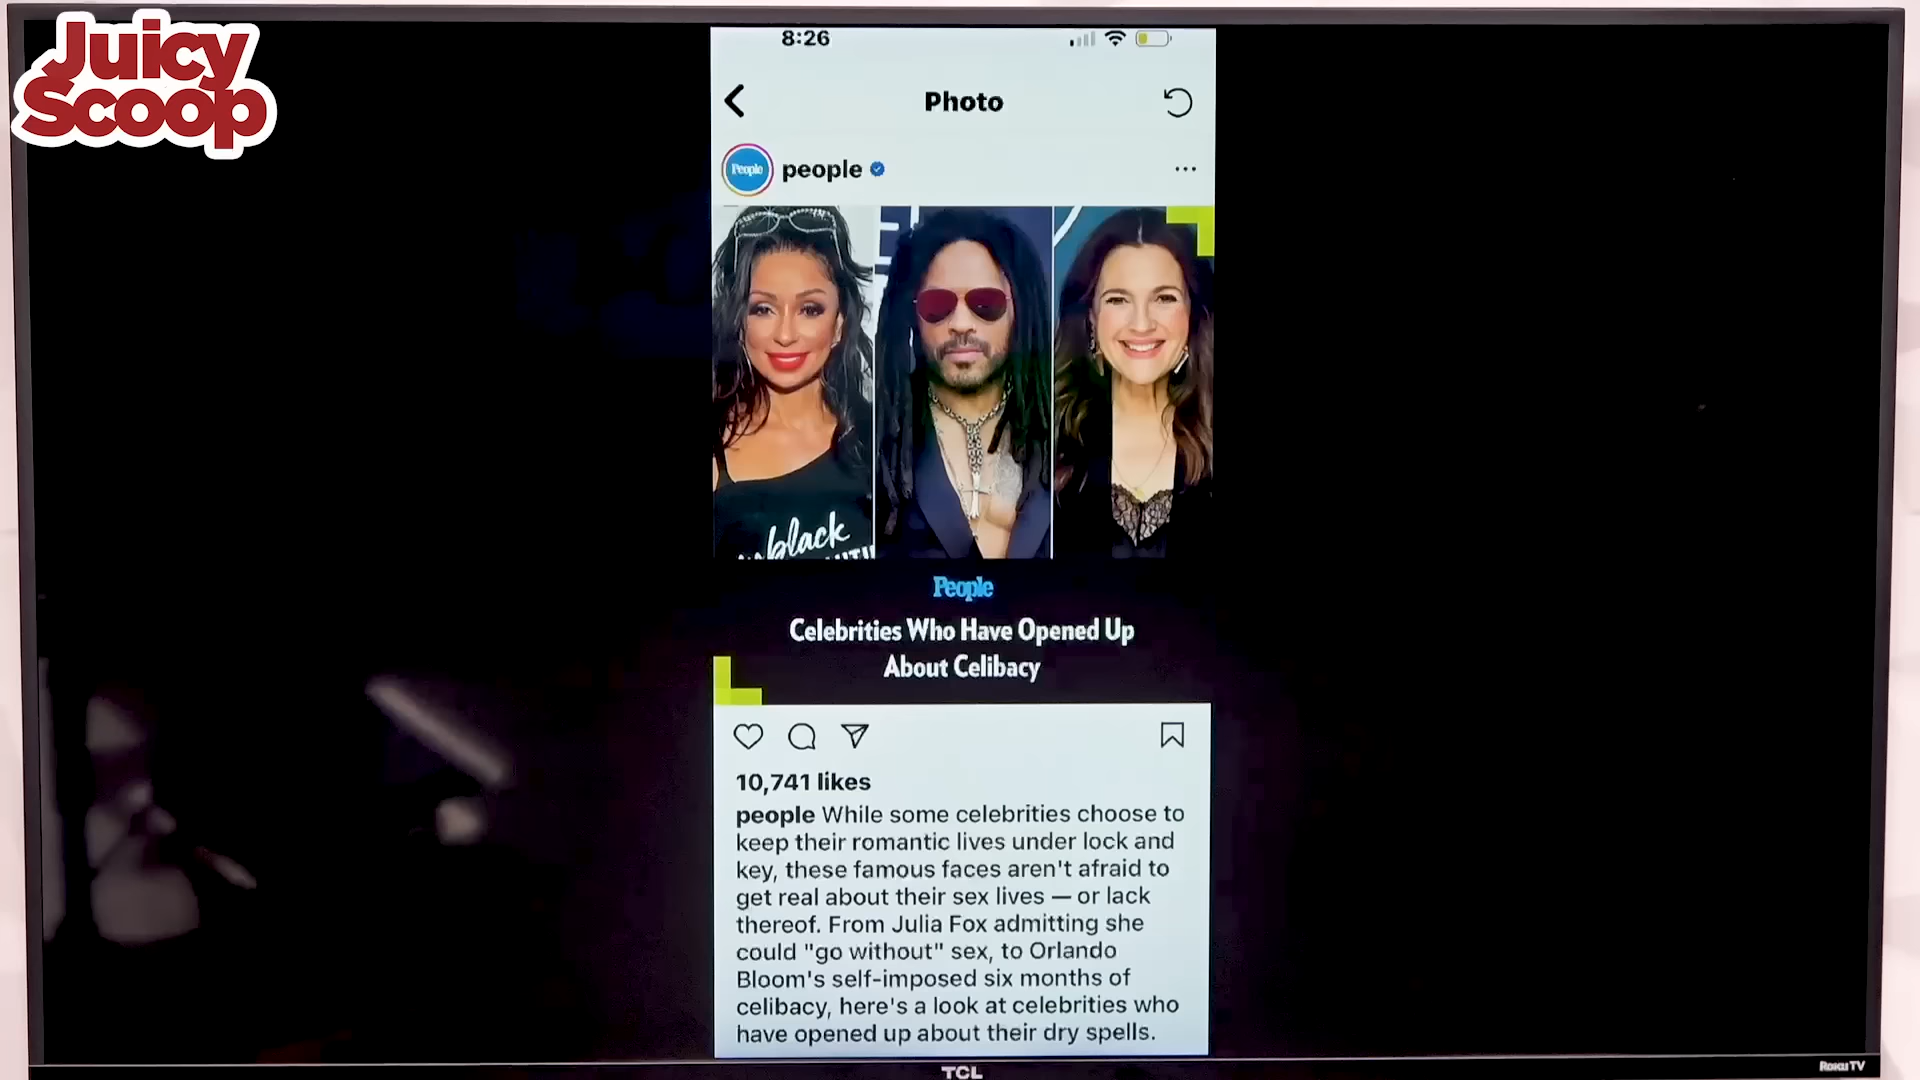 Juicy
Scoop
8:26
Photo
People
people
black
People
Celebrities Who Have Opened Up
About Celibacy
10,741 likes
people While some celebrities choose to
keep their romantic lives under lock and
key, these famous faces aren't afraid to
get real about their sex lives — or lack
thereof. From Julia Fox admitting she
could "go without" sex, to Orlando
Bloom's self-imposed six months of
celibacy, here's a look at celebrities who
have opened up about their dry spells.
TCL
Roku TV